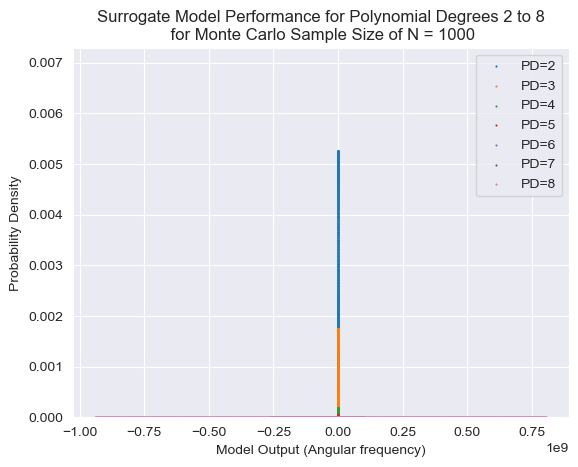 Surrogate Model Performance for Polynomial Degrees 2 to 8
for Monte Carlo Sample Size of N = 1000
0.007
0.006
0.005
0.004
0.003
0.002
0.001
0.000
Probability Density
PD=2
PD=3
PD=4
PD=5
PD=6
PD=7
PD=8
−1.00 −0.75 −0.50 −0.25 0.00 0.25 0.50 0.75
1e9
Model Output (Angular frequency)